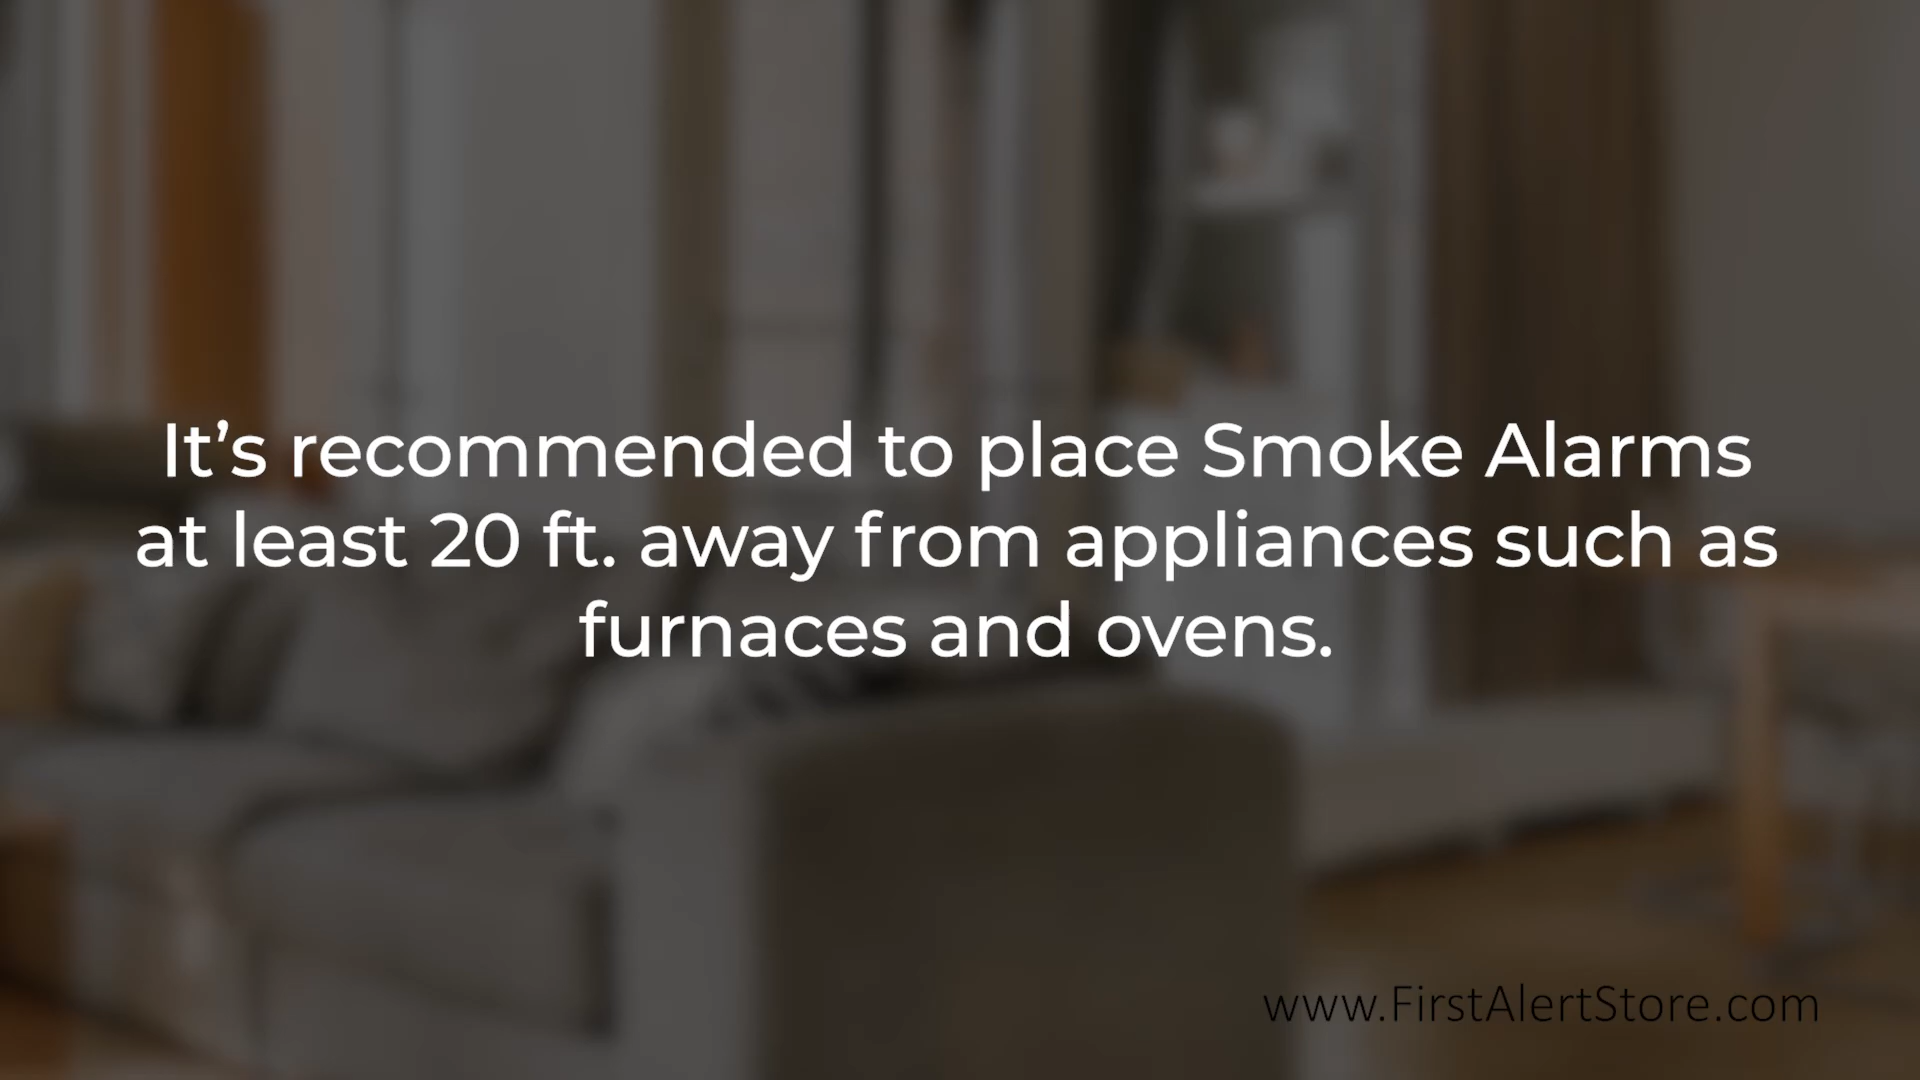 It’s recommended to place Smoke Alarms
at least 20 ft. away from appliances such as
furnaces and ovens.
www.FirstAlertStore.com